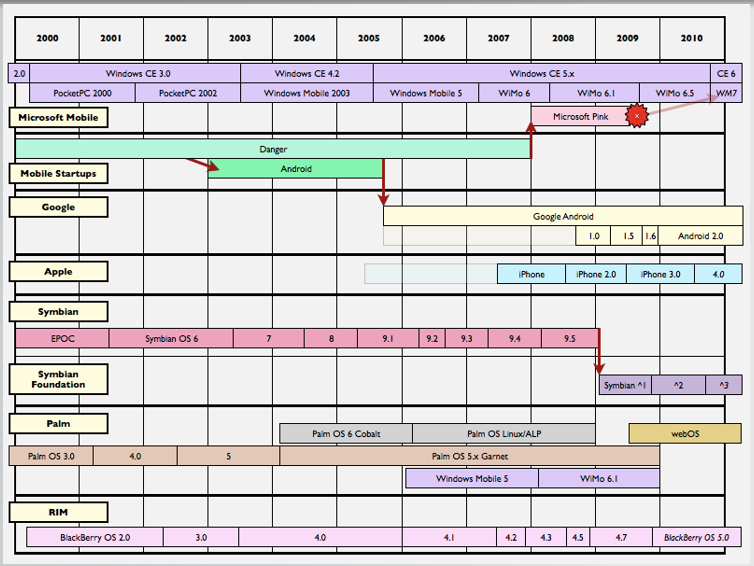 2000 2001 2002 2003 2004 2005 2006 2007 2008 2009 2010
2.0 Windows CE 3.0 Windows CE 4.2 Windows CE 5.x CE 6
PocketPC 2000 PocketPC 2002 Windows Mobile 2003 Windows Mobile 5 WiMo 6 WiMo 6.1 WiMo 6.5 WM7
Microsoft Mobile Microsoft Pink x
Danger
Mobile Startups Android
Google Google Android
1.0 1.5 1.6 Android 2.0
Apple iPhone iPhone 2.0 iPhone 3.0 4.0
Symbian
EPOC Symbian OS 6 7 8 9.1 9.2 9.3 9.4 9.5
Symbian
Foundation
Symbian ^1 ^2 ^3
Palm Palm OS 6 Cobalt Palm OS Linux/ALP webOS
Palm OS 3.0 4.0 5 Palm OS 5.x Garnet
Windows Mobile 5 WiMo 6.1
RIM
BlackBerry OS 2.0 3.0 4.0 4.1 4.2 4.3 4.5 4.7 BlackBerry OS 5.0